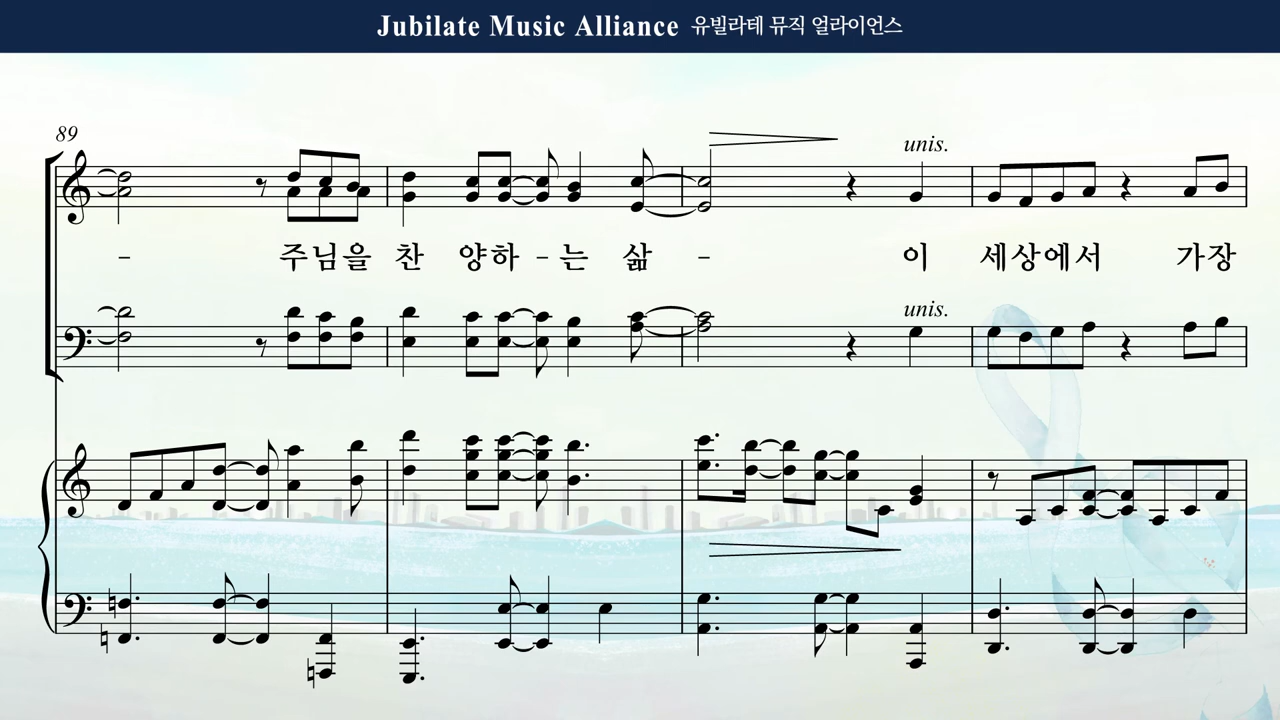 Jubilate Music Alliance 유빌라테 뮤직 얼라이언스
89
unis.
- 주님을 찬 양하 - 는 삶 - 이 세상에서 가장
unis.